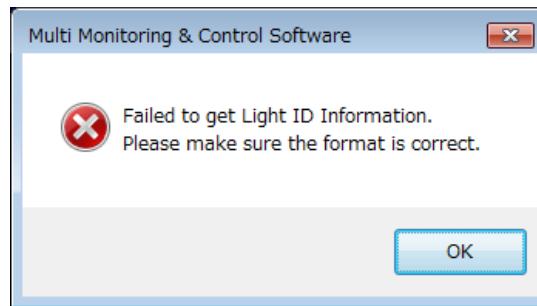 Multi Monitoring & Control Software
Failed to get Light ID Information.
Please make sure the format is correct.
OK